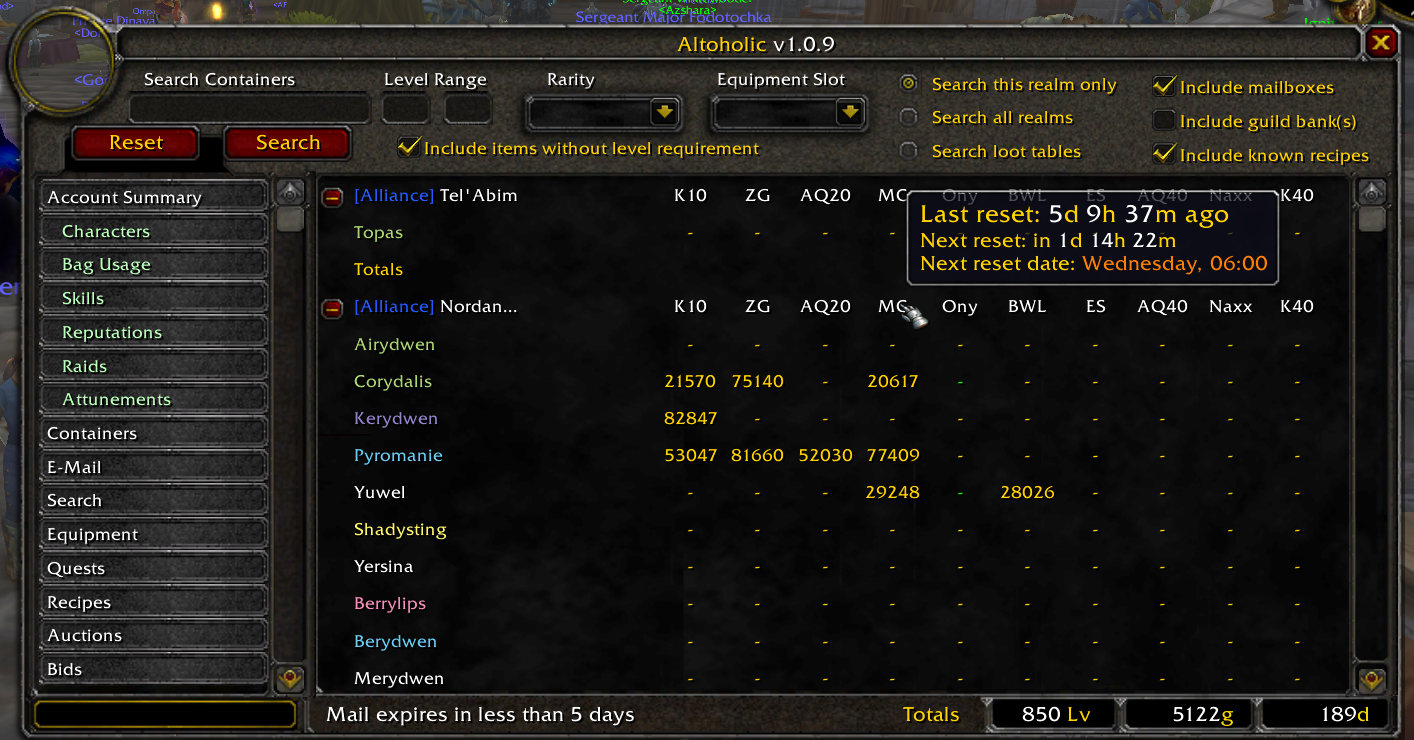 <Azshara>
Sergeant Major Fodotochka
Altoholic v1.0.9
Search Containers Level Range Rarity Equipment Slot
Search this realm only Include mailboxes
Search all realms Include guild bank(s)
Reset Search Include items without level requirement Search loot tables Include known recipes
Account Summary
Characters
Bag Usage
Skills
Reputations
Raids
Attunements
Containers
E-Mail
Search
Equipment
Quests
Recipes
Auctions
Bids
[Alliance] Tel'Abim K10 ZG AQ20 MC Ony BWL ES AQ40 Naxx K40
Topas - - - -
Totals
Last reset: 5d 9h 37m ago
Next reset: in 1d 14h 22m
Next reset date: Wednesday, 06:00
[Alliance] Nordan... K10 ZG AQ20 MC Ony BWL ES AQ40 Naxx K40
Airydwen - - - - - - - - - -
Corydalis 21570 75140 - 20617 - - - - - -
Kerydwen 82847 - - - - - - - - -
Pyromanie 53047 81660 52030 77409 - - - - - -
Yuwel - - - 29248 - 28026 - - - -
Shadysting - - - - - - - - - -
Yersina - - - - - - - - - -
Berrylips - - - - - - - - - -
Berydwen - - - - - - - - - -
Merydwen - - - - - - - - - -
Mail expires in less than 5 days Totals 850 Lv 5122g 189d